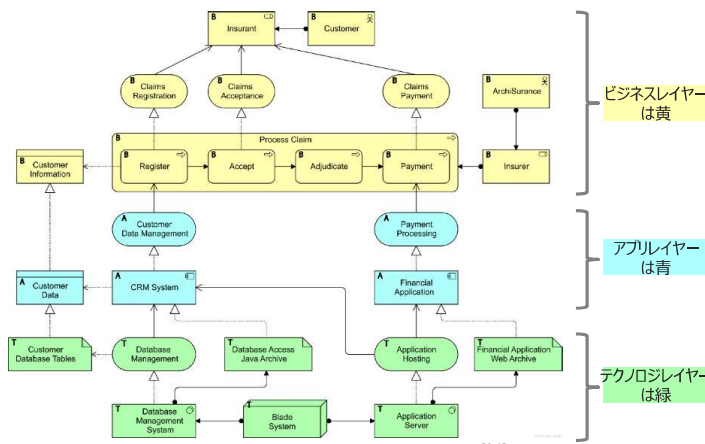 B
Insurant
B
Customer
B
Claims
Registration
B
Claims
Acceptance
B
Claims
Payment
B
ArchiSurance
ビジネスレイヤー
は黄
B
Process Claim
B
Customer
Information
B
Register
B
Accept
B
Adjudicate
B
Payment
B
Insurer
A
Customer
Data Management
A
Payment
Processing
アプリレイヤー
は青
A
Customer
Data
A
CRM System
A
Financial
Application
T
Customer
Database Tables
T
Database
Management
T
Database Access
Java Archive
T
Application
Hosting
T
Financial Application
Web Archive
テクノロジレイヤー
は緑
T
Database
Management
System
T
Blade
System
T
Application
Server